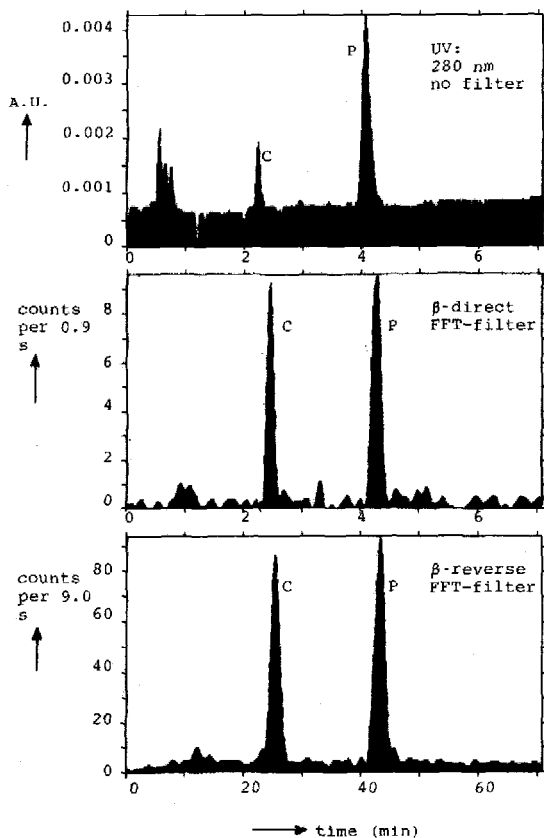 0.004
0.003
A.U.
0.002
0.001
0
P
C
UV:
280 nm
no filter
0
2
4
6
counts
per 0.9
s
8
6
4
2
0
C
P
β-direct
FFT-filter
0
2
4
6
counts
per 9.0
s
80
60
40
20
0
C
P
β-reverse
FFT-filter
0
20
40
60
time (min)